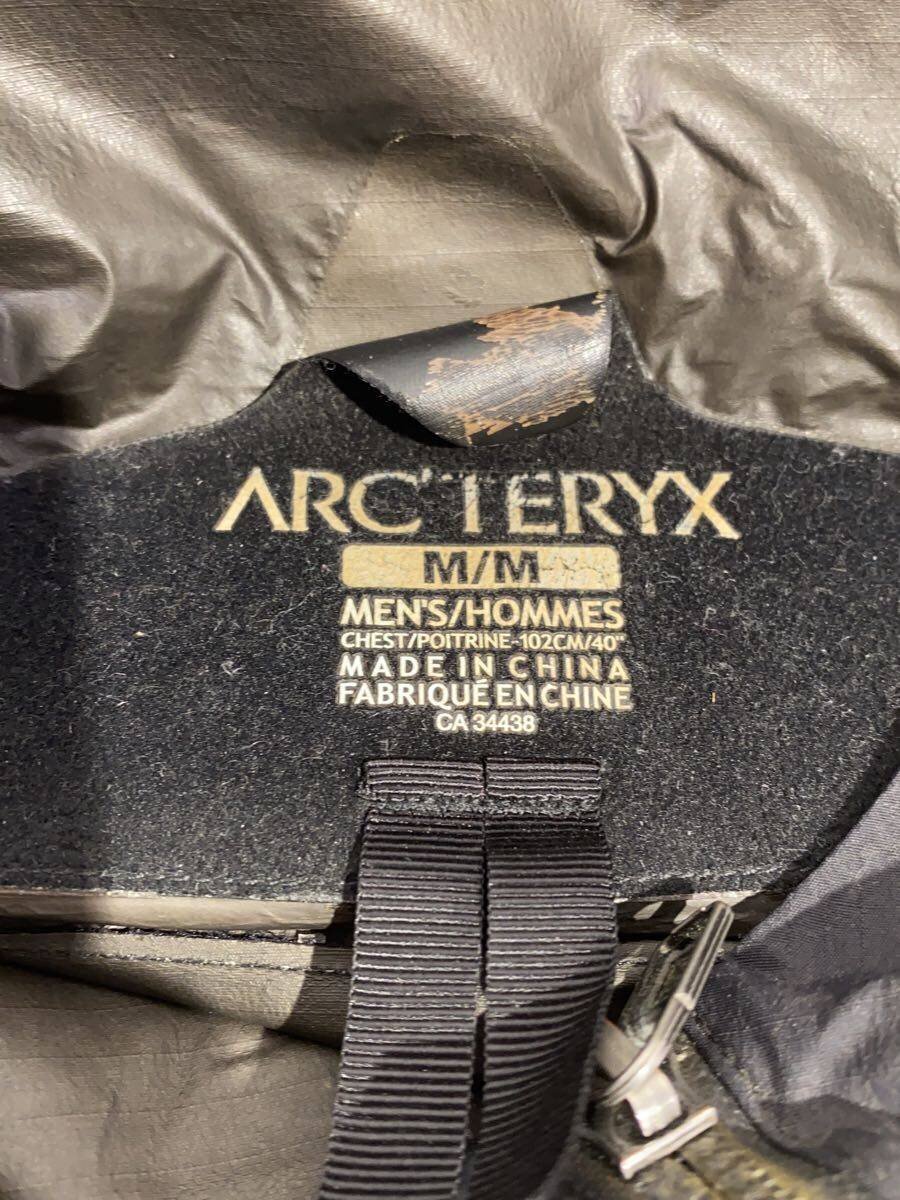 ARC'TERYX
M/M
MEN'S/HOMMES
CHEST/POITRINE-102CM/40"
MADE IN CHINA
FABRIQUÉ EN CHINE
CA 34438